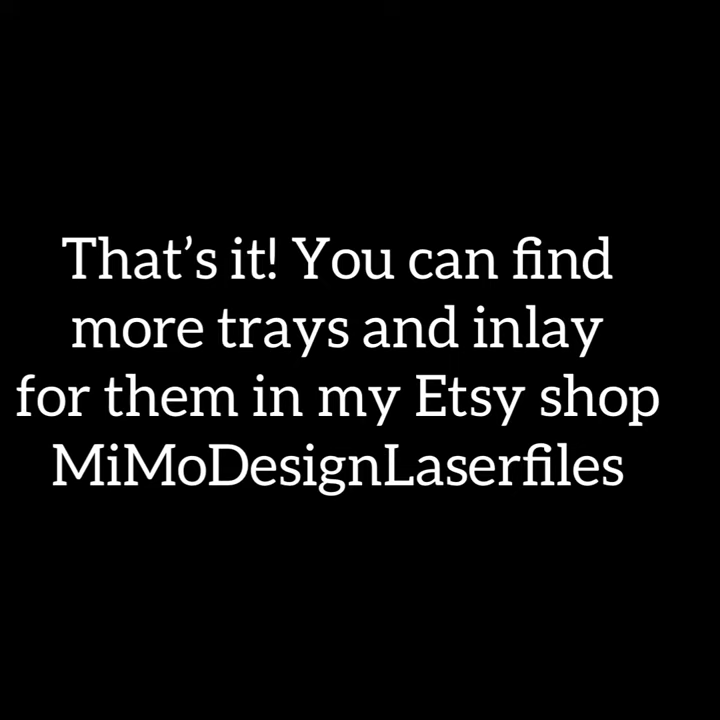 That’s it! You can find
more trays and inlay
for them in my Etsy shop
MiMoDesignLaserfiles